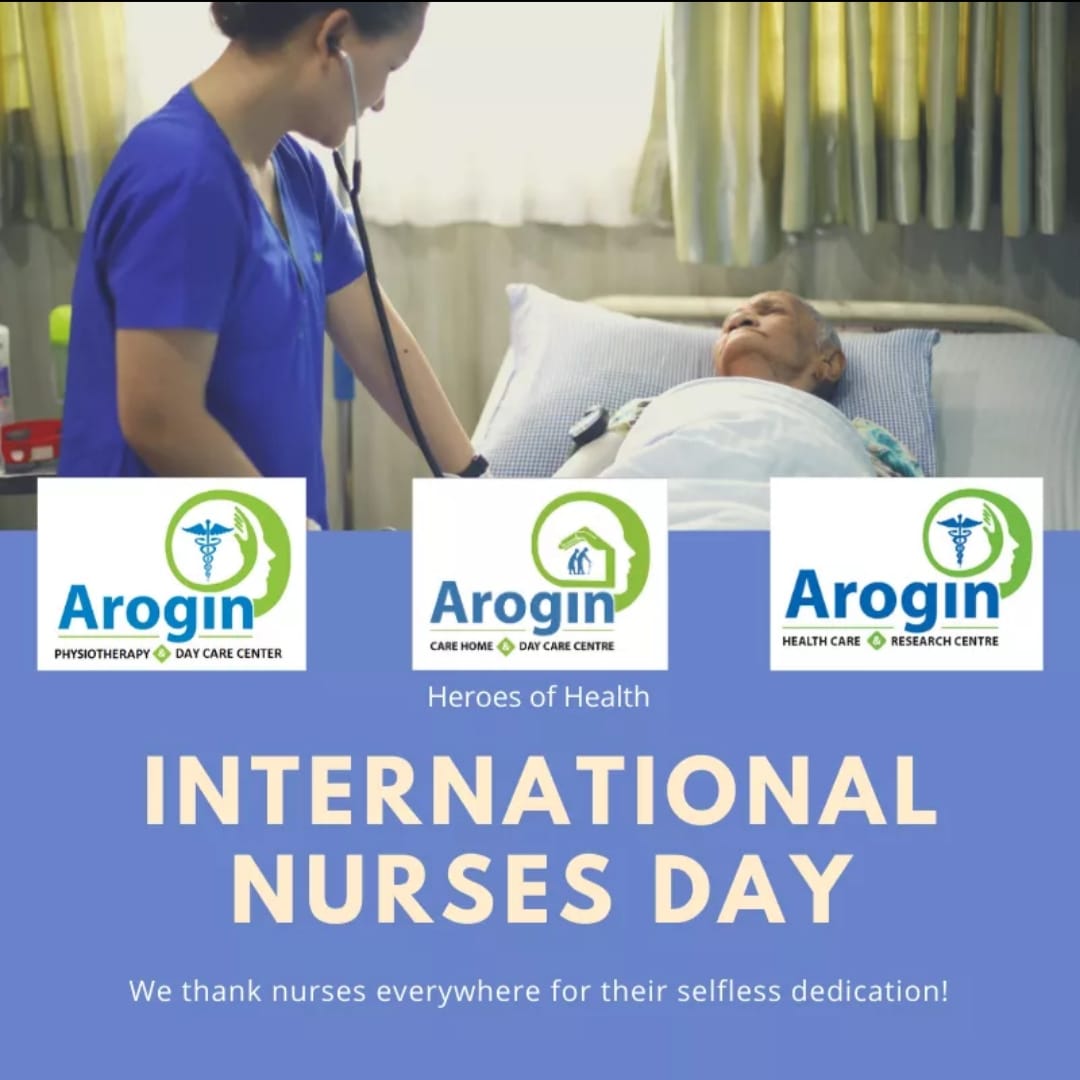 Arogin
PHYSIOTHERAPY & DAY CARE CENTER
Arogin
CARE HOME & DAY CARE CENTRE
Arogin
HEALTH CARE & RESEARCH CENTRE
Heroes of Health
INTERNATIONAL
NURSES DAY
We thank nurses everywhere for their selfless dedication!